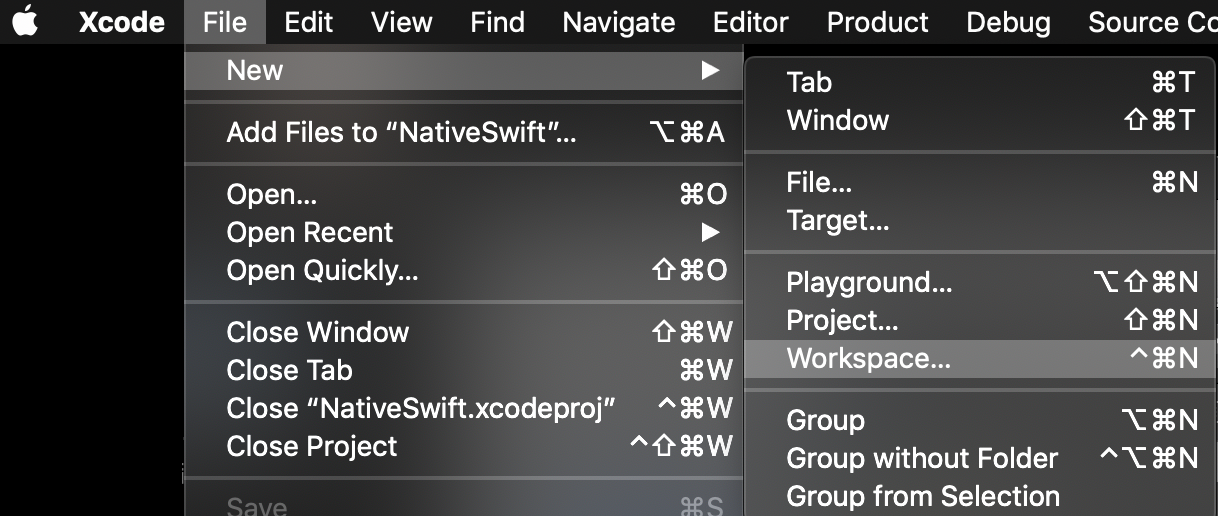 Xcode File Edit View Find Navigate Editor Product Debug Source Co
New ▶
Add Files to “NativeSwift”... ⌥⌘A
Open... ⌘O
Open Recent ▶
Open Quickly... ⇧⌘O
Close Window ⇧⌘W
Close Tab ⌘W
Close “NativeSwift.xcodeproj” ^⌘W
Close Project ^⇧⌘W
Save ⌘S
Tab ⌘T
Window ⇧⌘T
File... ⌘N
Target...
Playground... ⌥⇧⌘N
Project... ⇧⌘N
Workspace... ^⌘N
Group ⌥⌘N
Group without Folder ^⌥⌘N
Group from Selection